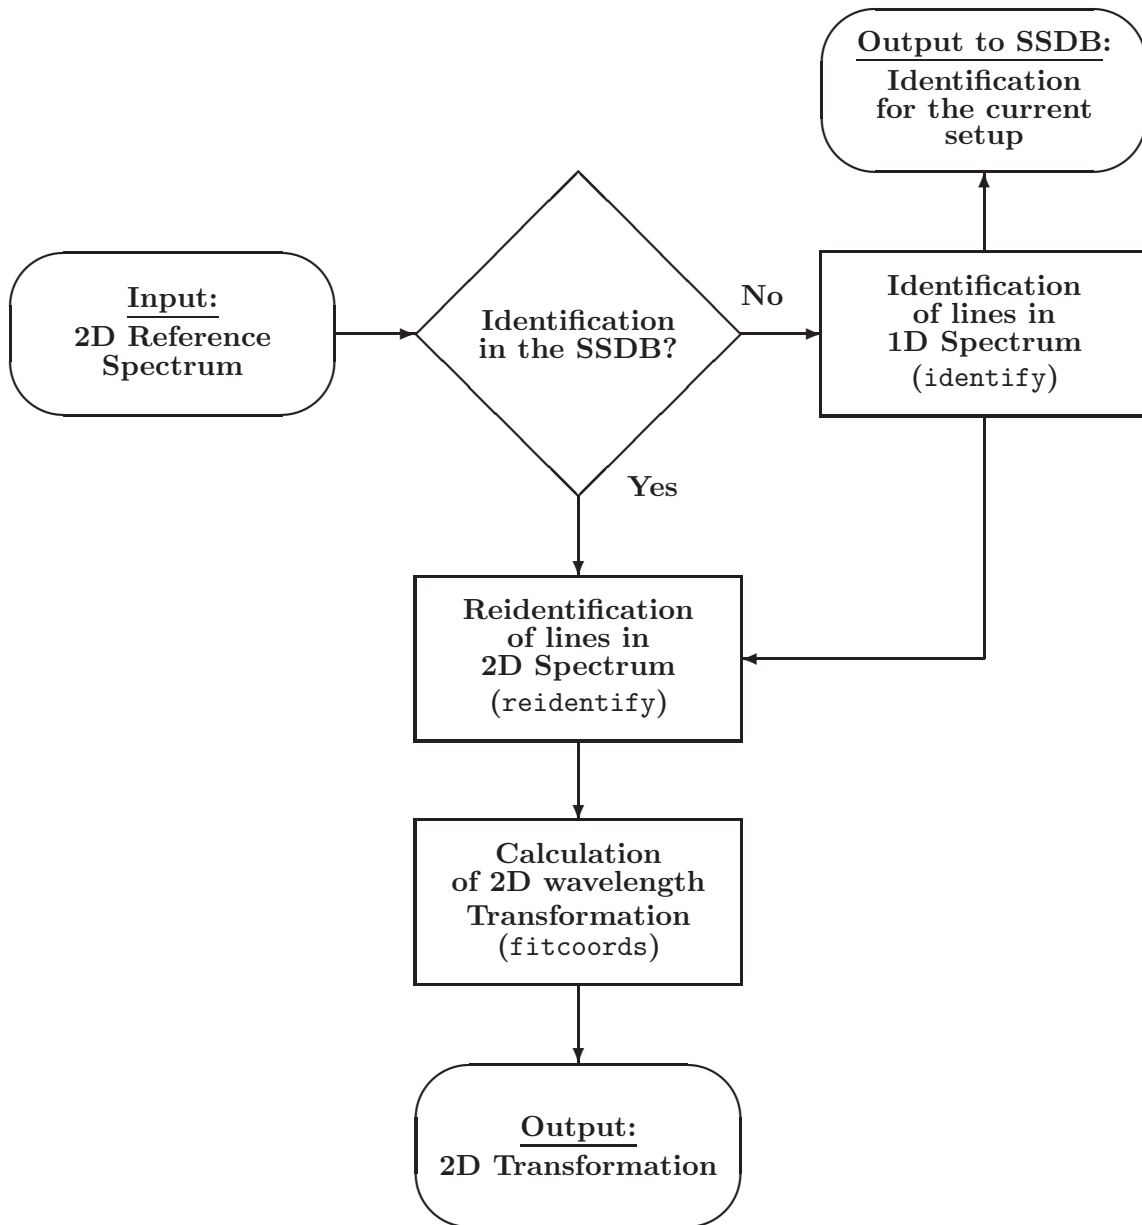 Output to SSDB:
Identification
for the current
setup
Input:
2D Reference
Spectrum
Identification
in the SSDB?
No
Identification
of lines in
1D Spectrum
(identify)
Yes
Reidentification
of lines in
2D Spectrum
(reidentify)
Calculation
of 2D wavelength
Transformation
(fitcoords)
Output:
2D Transformation